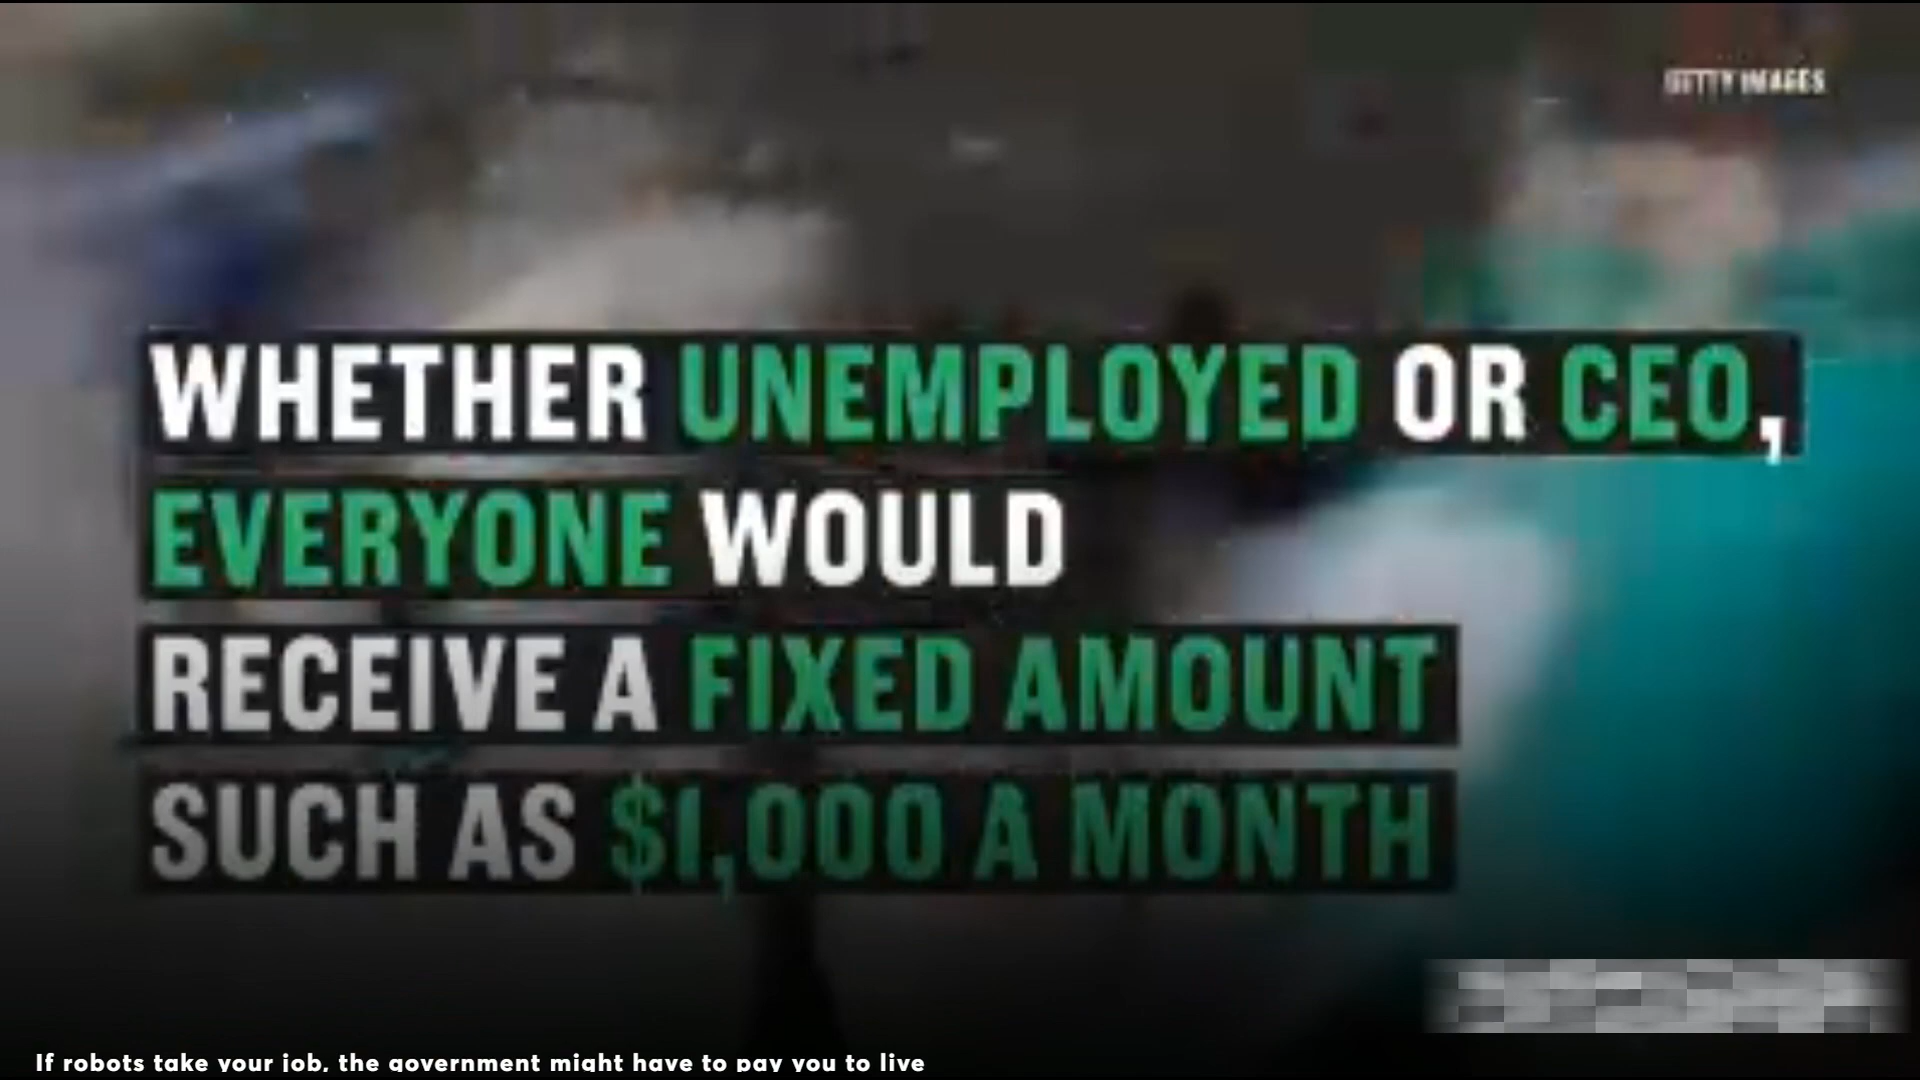 GETTY IMAGES
WHETHER UNEMPLOYED OR CEO,
EVERYONE WOULD
RECEIVE A FIXED AMOUNT
SUCH AS $1,000 A MONTH
If robots take your job, the government might have to pay you to live